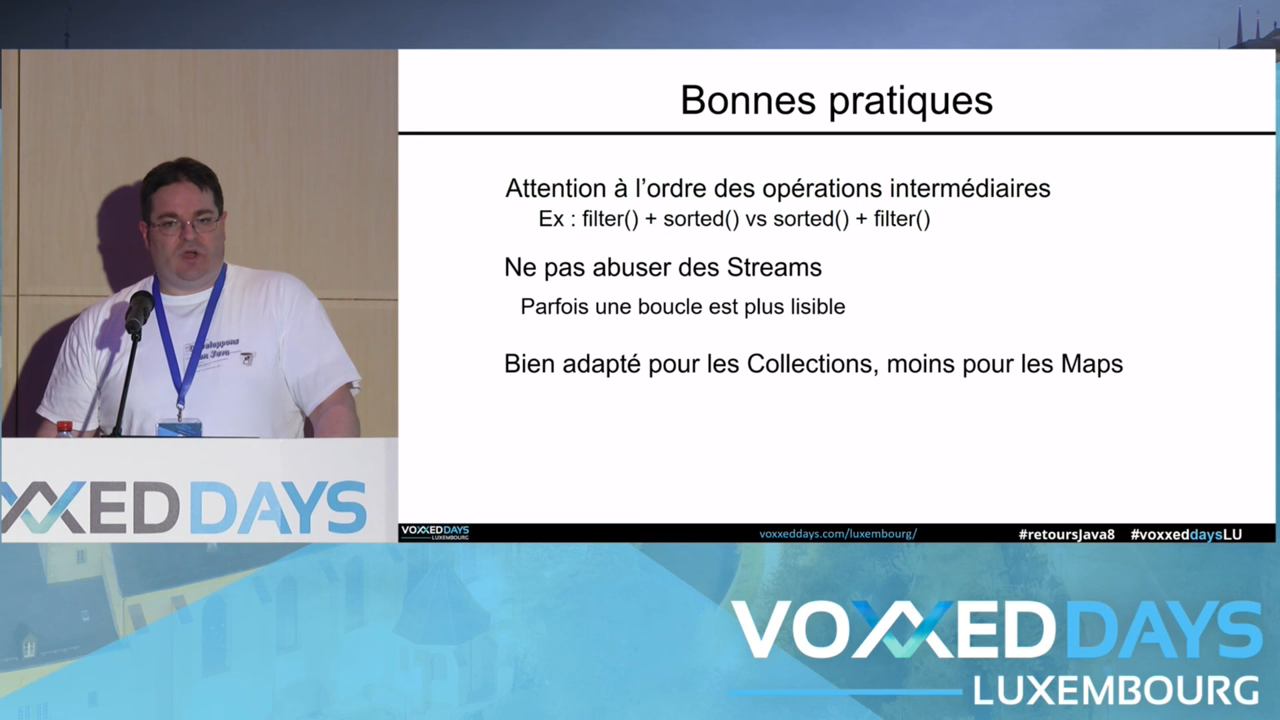 Bonnes pratiques
Attention à l’ordre des opérations intermédiaires
Ex : filter() + sorted() vs sorted() + filter()
Ne pas abuser des Streams
Parfois une boucle est plus lisible
Bien adapté pour les Collections, moins pour les Maps
VOXXED DAYS
LUXEMBOURG
voxxeddays.com/luxembourg/
#retoursJava8 #voxxeddaysLU
XXED DAYS
VOXXED DAYS
LUXEMBOURG